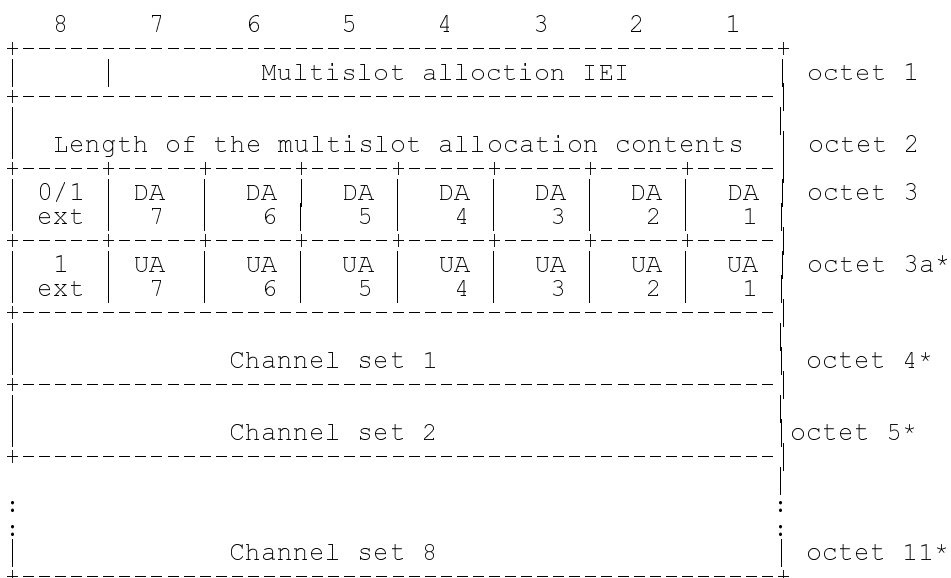 8 7 6 5 4 3 2 1
Multislot alloction IEI octet 1
Length of the multislot allocation contents octet 2
0/1 DA DA DA DA DA DA DA octet 3
ext 7 6 5 4 3 2 1
1 UA UA UA UA UA UA UA octet 3a*
ext 7 6 5 4 3 2 1
Channel set 1 octet 4*
Channel set 2 octet 5*
:
:
Channel set 8 octet 11*